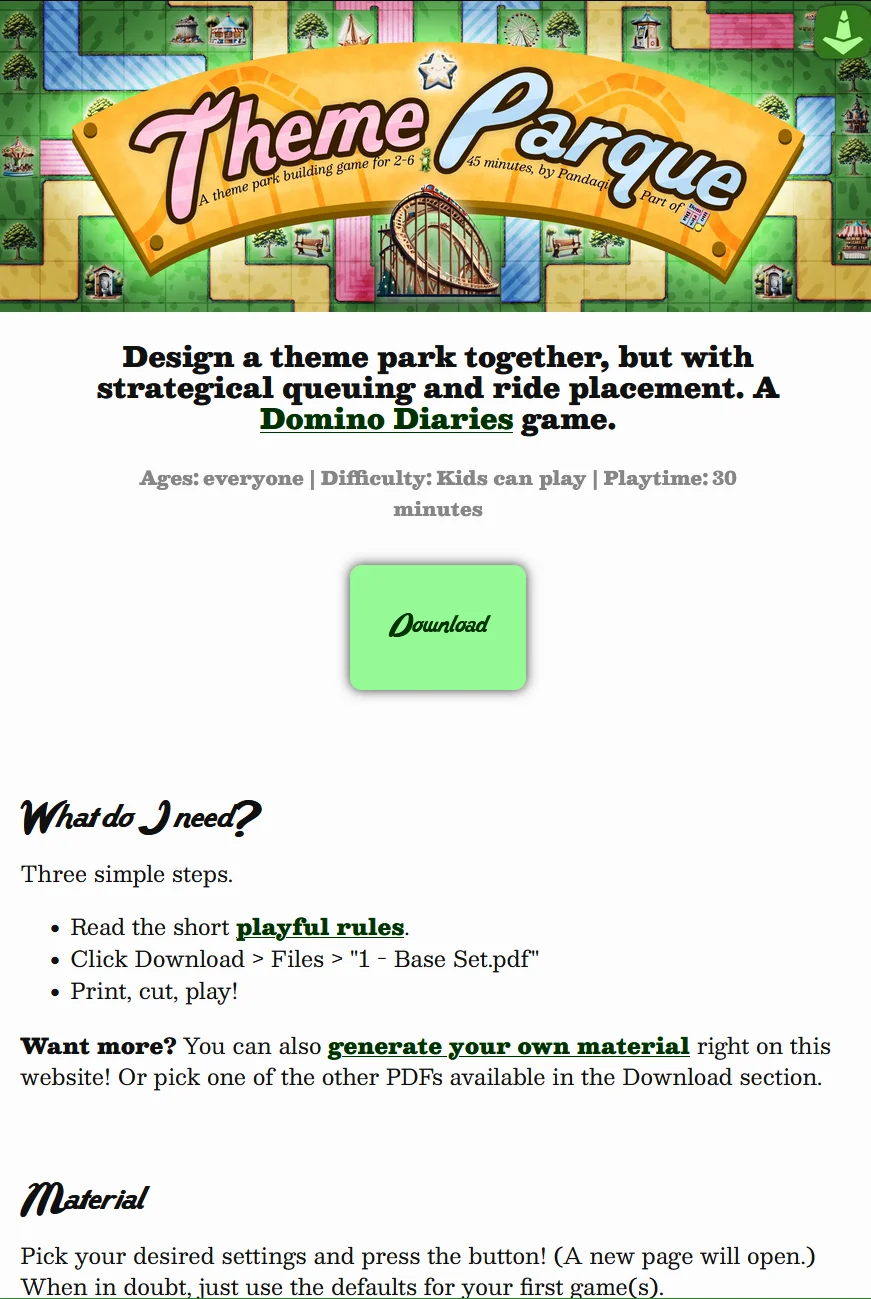 Theme Parque
A theme park building game for 2-6
45 minutes, by Pandaqi
Part of
Design a theme park together, but with
strategical queuing and ride placement. A
Domino Diaries game.
Ages: everyone | Difficulty: Kids can play | Playtime: 30
minutes
Download
What do I need?
Three simple steps.
• Read the short playful rules.
• Click Download > Files > "1 - Base Set.pdf"
• Print, cut, play!
Want more? You can also generate your own material right on this
website! Or pick one of the other PDFs available in the Download section.
Material
Pick your desired settings and press the button! (A new page will open.)
When in doubt, just use the defaults for your first game(s).